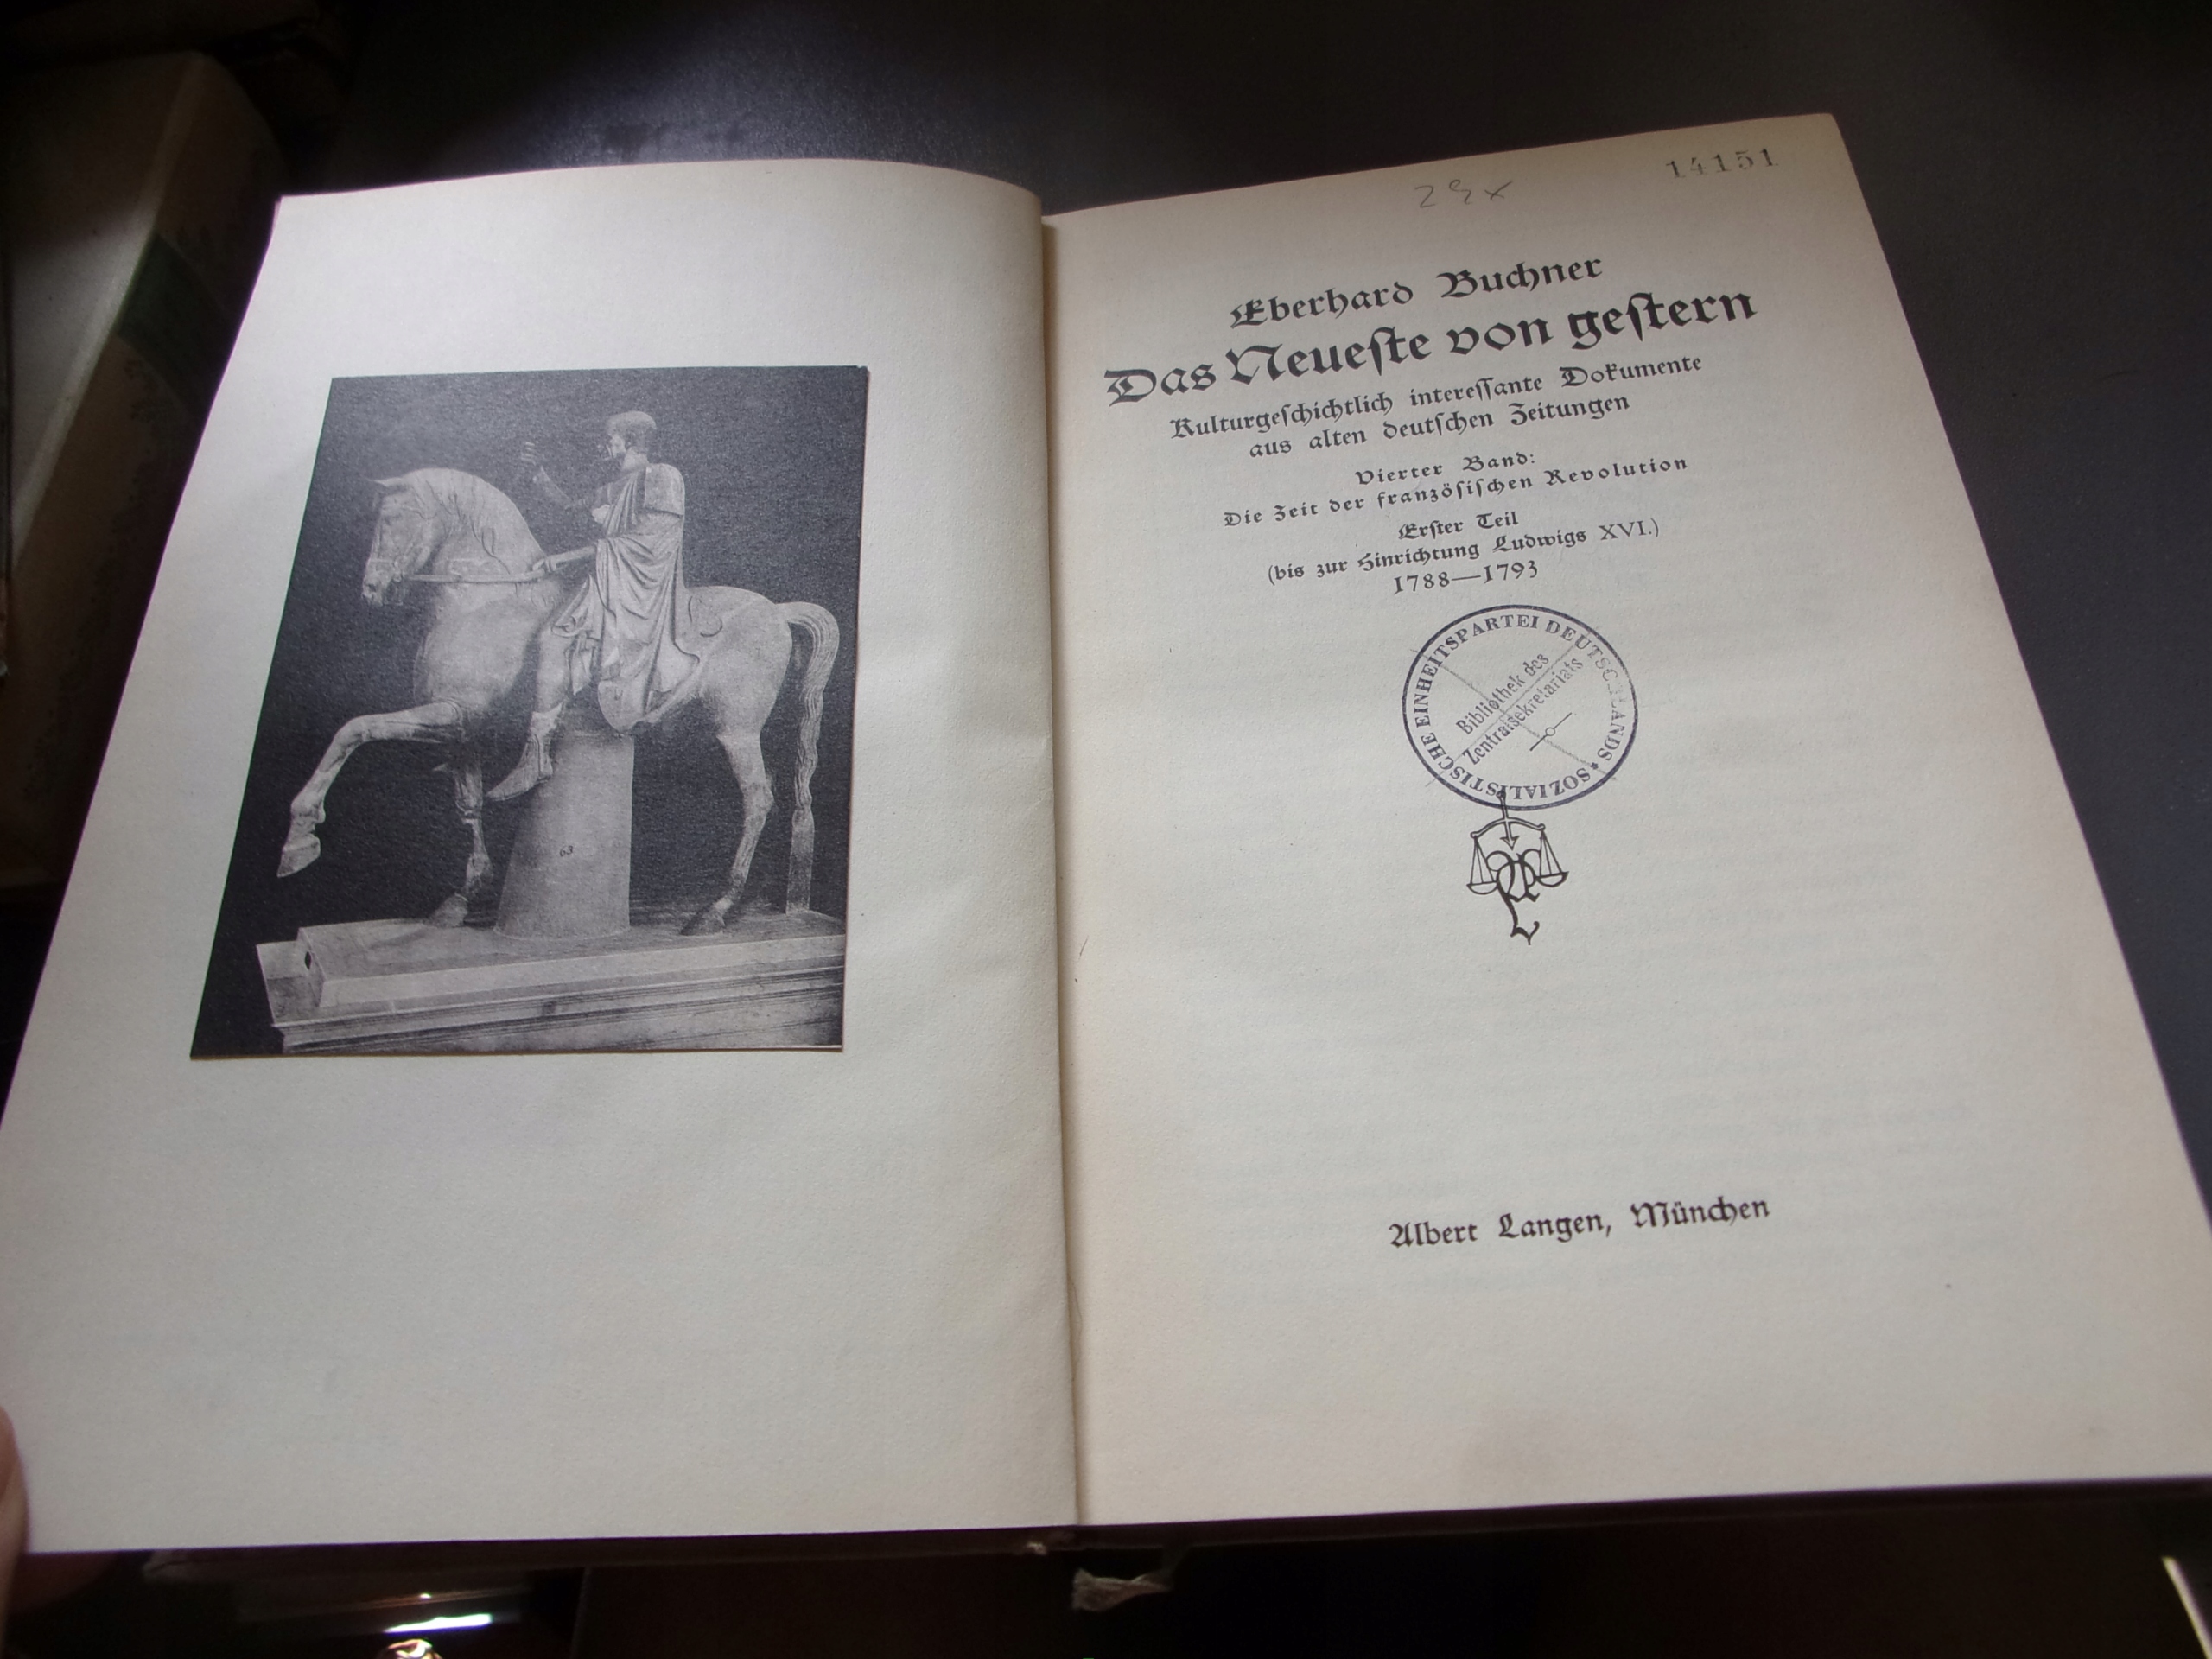 63
14151
29x
Eberhard Buchner
Das Neueſte von geſtern
Kulturgeſchichtlich intereſſante Dokumente
aus alten deutſchen Zeitungen
Vierter Band:
Die Zeit der franzöſiſchen Revolution
Erſter Teil
(bis zur Hinrichtung Ludwigs XVI.)
1788—1793
SOZIALISTISCHE EINHEITSPARTEI DEUTSCHLANDS *
Bibliothek des
Zentralsekretariats
Albert Langen, München